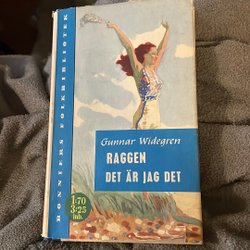 BONNIERS FOLKBIBLIOTEK
Gunnar Widegren
RAGGEN
DET ÄR JAG DET
1.70
3:25
inb.